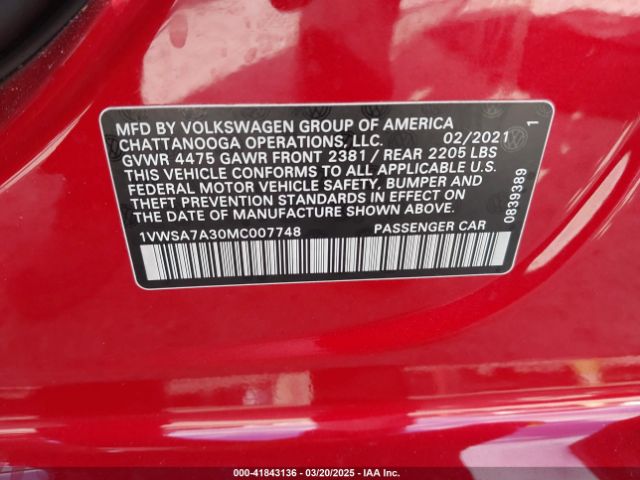 MFD BY VOLKSWAGEN GROUP OF AMERICA
CHATTANOOGA OPERATIONS, LLC. 02/2021
GVWR 4475 GAWR FRONT 2381 / REAR 2205 LBS
THIS VEHICLE CONFORMS TO ALL APPLICABLE U.S.
FEDERAL MOTOR VEHICLE SAFETY, BUMPER AND
THEFT PREVENTION STANDARDS IN EFFECT ON
THE DATE OF MANUFACTURE SHOWN ABOVE.
1VWSA7A30MC007748 PASSENGER CAR
1
0839389
000-41843136 - 03/20/2025 - IAA Inc.